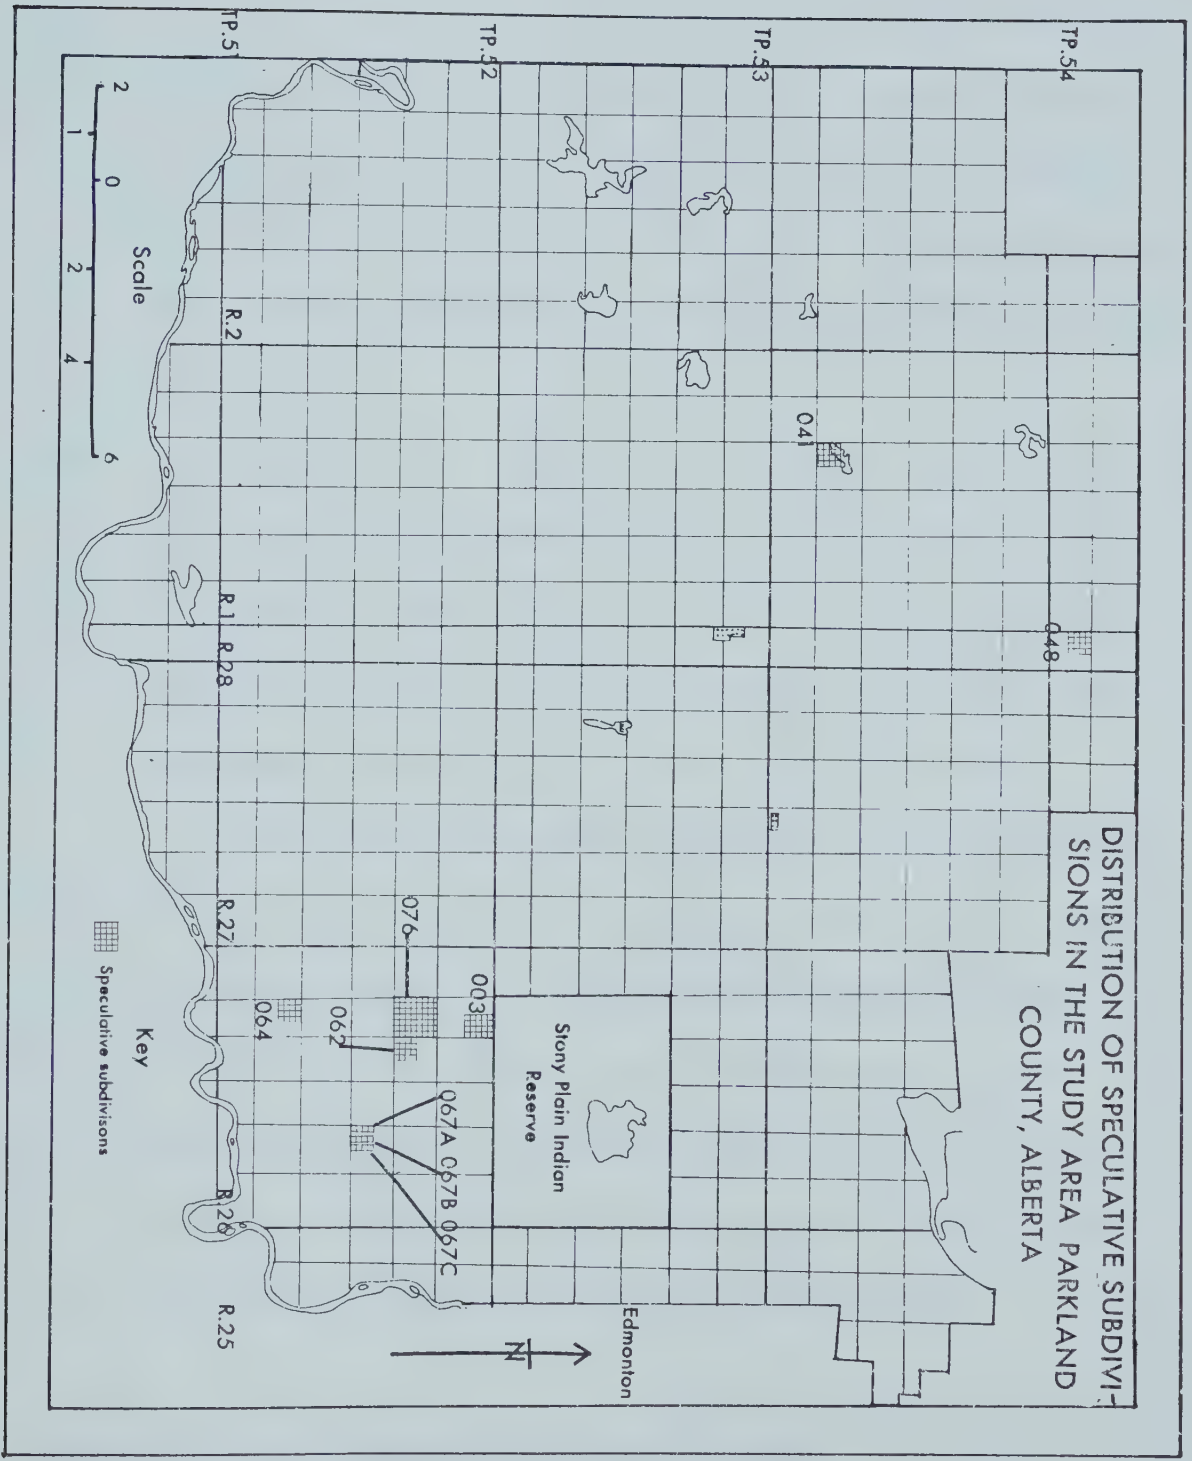 DISTRIBUTION OF SPECULATIVE SUBDIVI-
SIONS IN THE STUDY AREA PARKLAND
COUNTY, ALBERTA
TP.54
TP.53
TP.52
TP.51
048
041
Edmonton
N
Stony Plain Indian
Reserve
003
076
062
064
067A 067B 067C
R.2
R.1
R.28
R.27
R.26
R.25
Scale
2 1 0 2 4 6
Key
Speculative subdivisons